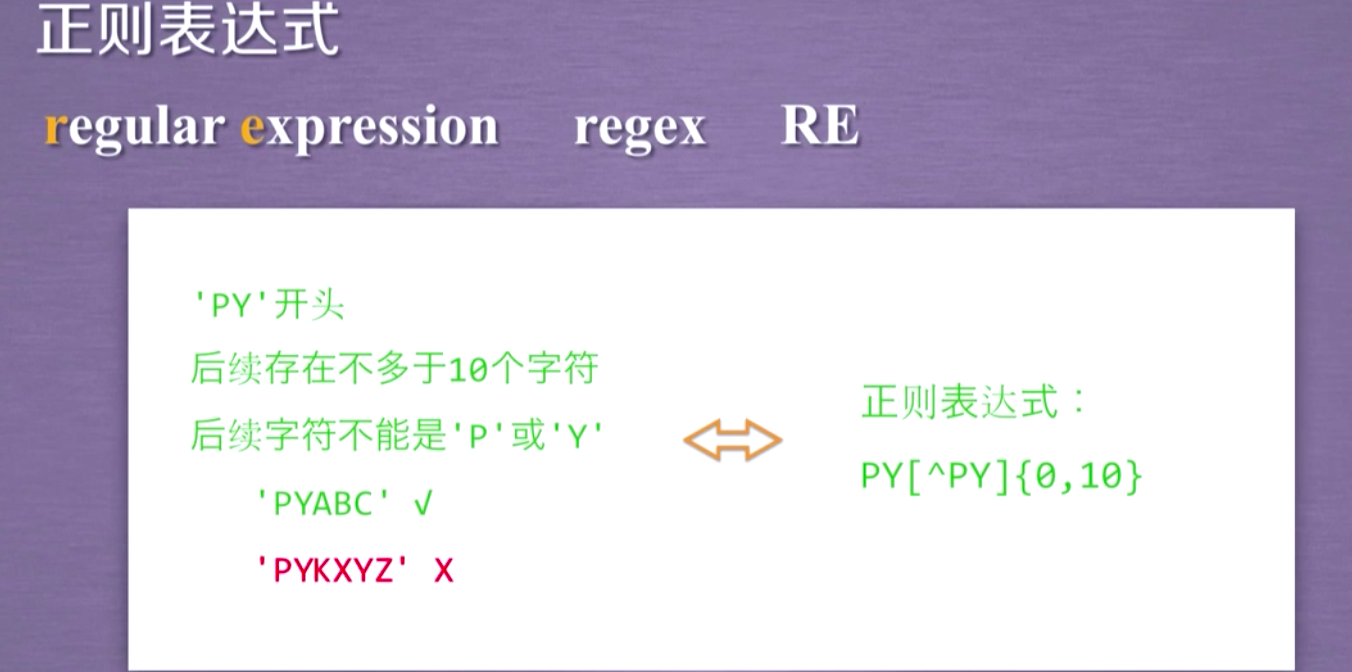 正则表达式
regular expression regex RE
'PY'开头
后续存在不多于10个字符
后续字符不能是'P'或'Y'
'PYABC' √
'PYKXYZ' X
正则表达式：
PY[^PY]{0,10}